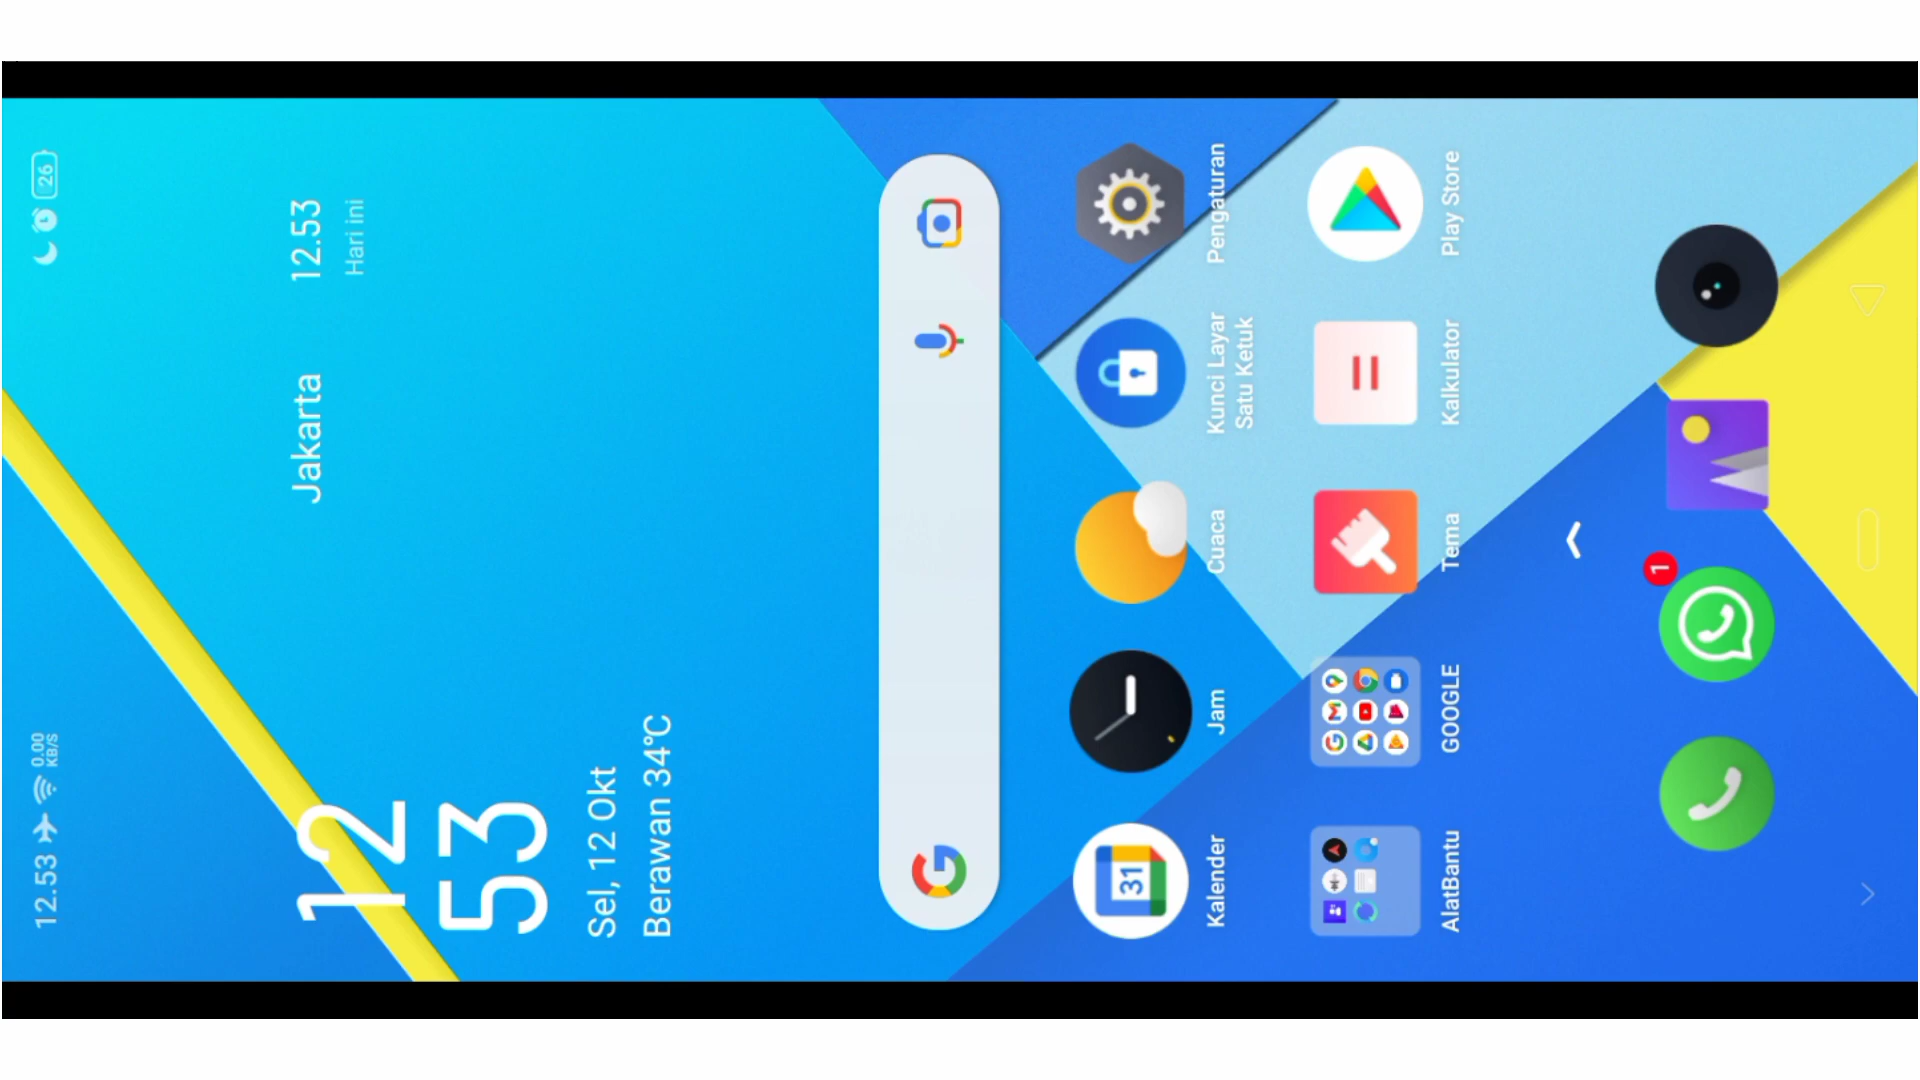 12.53
0.00
KB/S
26
12
53
Sel, 12 Okt
Berawan 34°C
Jakarta
12.53
Hari ini
31
Kalender
Jam
Cuaca
Kunci Layar
Satu Ketuk
Pengaturan
AlatBantu
GOOGLE
Tema
Kalkulator
Play Store
1